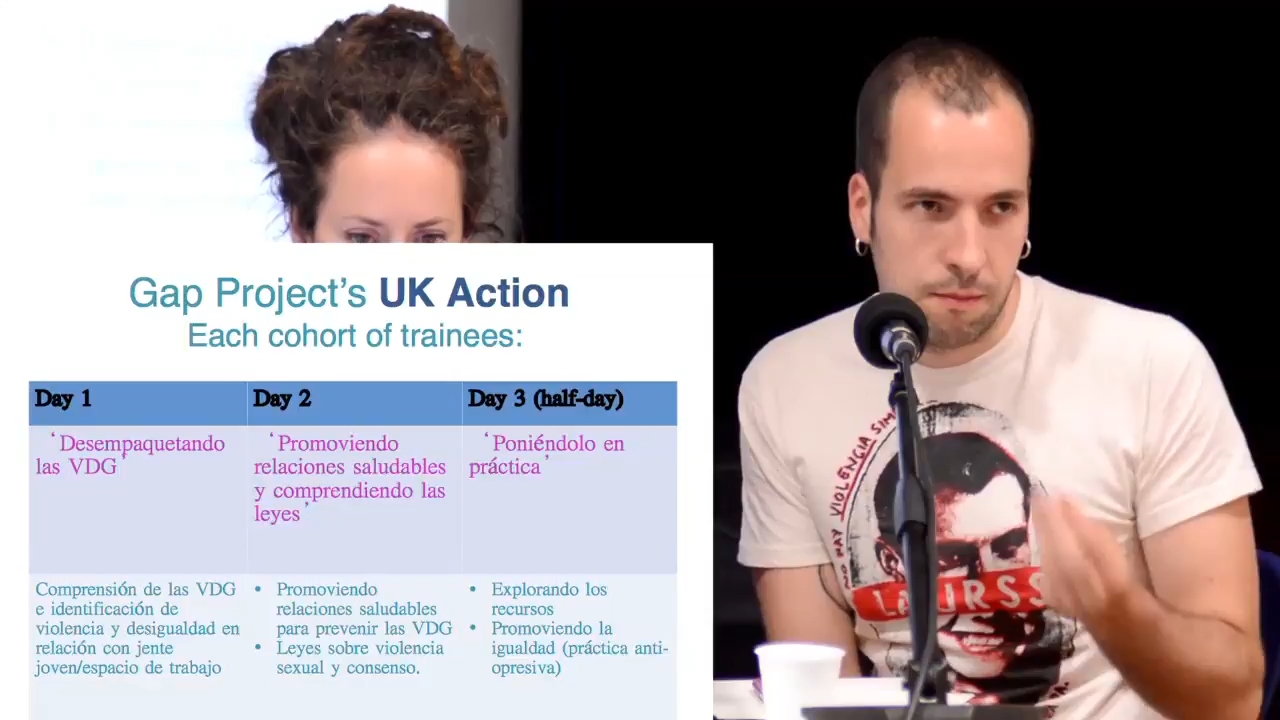 Gap Project's UK Action
Each cohort of trainees:
Day 1
Day 2
Day 3 (half-day)
'Desempaquetando
las VDG'
'Promoviendo
relaciones saludables
y comprendiendo las
leyes'
'Poniéndolo en
práctica'
Comprensión de las VDG
e identificación de
violencia y desigualdad en
relación con jente
joven/espacio de trabajo
• Promoviendo
relaciones saludables
para prevenir las VDG
• Leyes sobre violencia
sexual y consenso.
• Explorando los
recursos
• Promoviendo la
igualdad (práctica anti-
opresiva)
NO HAY VIOLENCIA